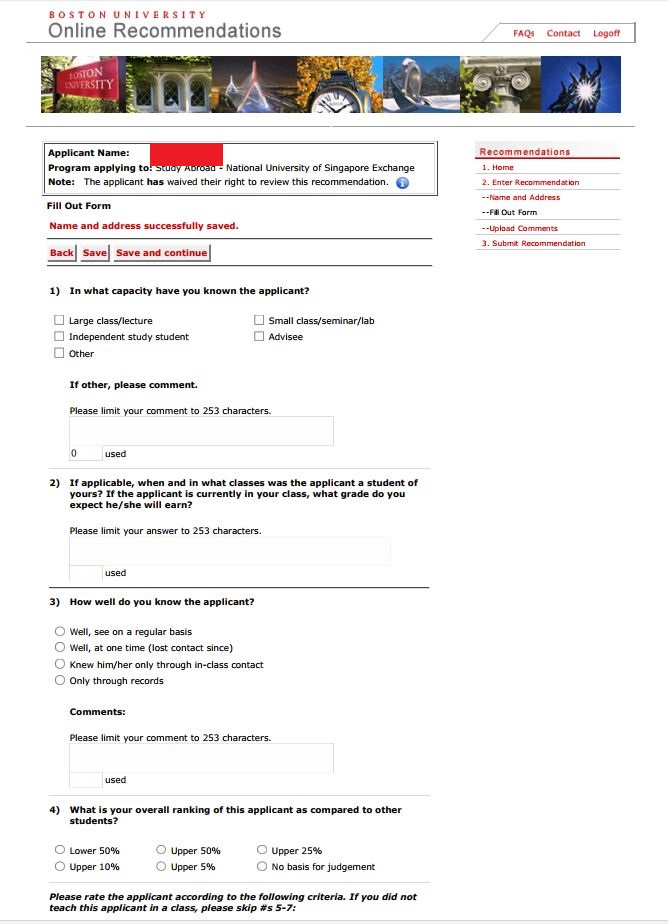 BOSTON UNIVERSITY
Online Recommendations
FAQs Contact Logoff
BOSTON
UNIVERSITY
Applicant Name:
Program applying to: Study Abroad - National University of Singapore Exchange
Note: The applicant has waived their right to review this recommendation.
Recommendations
1. Home
2. Enter Recommendation
--Name and Address
--Fill Out Form
--Upload Comments
3. Submit Recommendation
Fill Out Form
Name and address successfully saved.
Back Save Save and continue
1) In what capacity have you known the applicant?
Large class/lecture Small class/seminar/lab
Independent study student Advisee
Other
If other, please comment.
Please limit your comment to 253 characters.
0 used
2) If applicable, when and in what classes was the applicant a student of
yours? If the applicant is currently in your class, what grade do you
expect he/she will earn?
Please limit your answer to 253 characters.
used
3) How well do you know the applicant?
Well, see on a regular basis
Well, at one time (lost contact since)
Knew him/her only through in-class contact
Only through records
Comments:
Please limit your comment to 253 characters.
used
4) What is your overall ranking of this applicant as compared to other
students?
Lower 50% Upper 50% Upper 25%
Upper 10% Upper 5% No basis for judgement
Please rate the applicant according to the following criteria. If you did not
teach this applicant in a class, please skip #s 5-7: